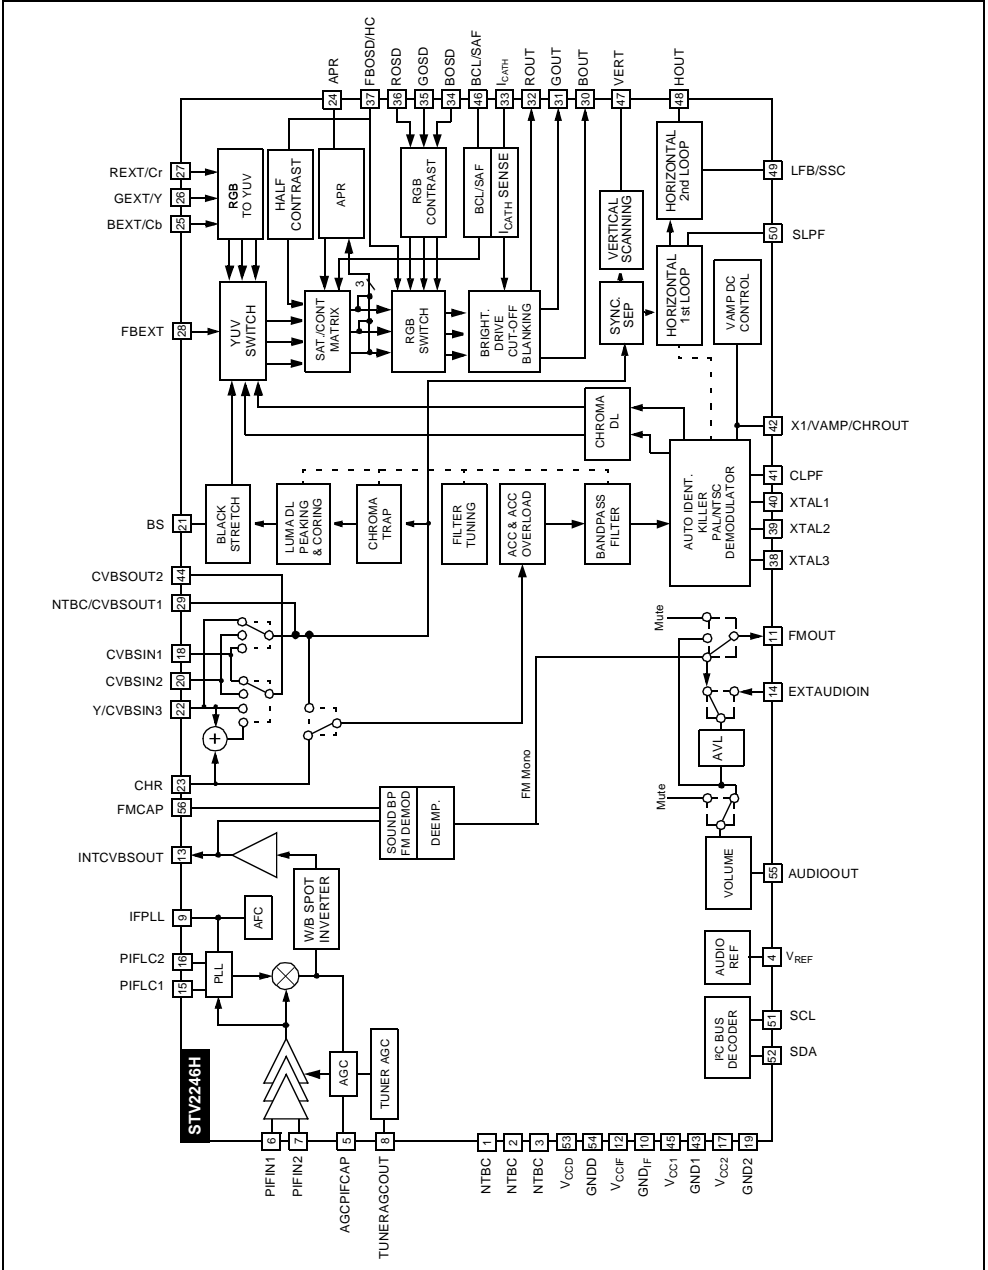 APR
24
FBOSD/HC
37
ROSD
36
GOSD
35
BOSD
34
BCL/SAF
46
ICATH
33
ROUT
32
GOUT
31
BOUT
30
VERT
47
HOUT
48
REXT/Cr
27
GEXT/Y
26
BEXT/Cb
25
RGB
TO YUV
HALF
CONTRAST
APR
RGB
CONTRAST
BCL/SAF
ICATH SENSE
VERTICAL
SCANNING
HORIZONTAL
2nd LOOP
49
LFB/SSC
50
SLPF
FBEXT
28
YUV
SWITCH
SAT./CONT
MATRIX
3
RGB
SWITCH
BRIGHT.
DRIVE
CUT-OFF
BLANKING
SYNC.
SEP
HORIZONTAL
1st LOOP
VAMP DC
CONTROL
CHROMA
DL
42
X1/VAMP/CHROUT
BS
21
BLACK
STRETCH
LUMA DL
PEAKING
& CORING
CHROMA
TRAP
FILTER
TUNING
ACC & ACC
OVERLOAD
BANDPASS
FILTER
AUTO IDENT.
KILLER
PAL/NTSC
DEMODULATOR
41
CLPF
40
XTAL1
39
XTAL2
38
XTAL3
CVBSOUT2
44
NTBC/CVBSOUT1
29
CVBSIN1
18
CVBSIN2
20
Y/CVBSIN3
22
+
CHR
23
FMCAP
56
INTCVBSOUT
13
IFPLL
9
PIFLC2
16
PIFLC1
15
Mute
11
FMOUT
14
EXTAUDIOIN
AVL
FM Mono
Mute
SOUND BP
FM DEMOD
DEEMP.
VOLUME
55
AUDIOOUT
AFC
W/B SPOT
INVERTER
PLL
AUDIO
REF
4
VREF
I²C BUS
DECODER
51
SCL
52
SDA
STV2246H
AGC
TUNER AGC
6
PIFIN1
7
PIFIN2
5
AGCPIFCAP
8
TUNERAGCOUT
1
NTBC
2
NTBC
3
NTBC
53
VCCD
54
GNDD
12
VCCIF
10
GNDIF
45
VCC1
43
GND1
17
VCC2
19
GND2